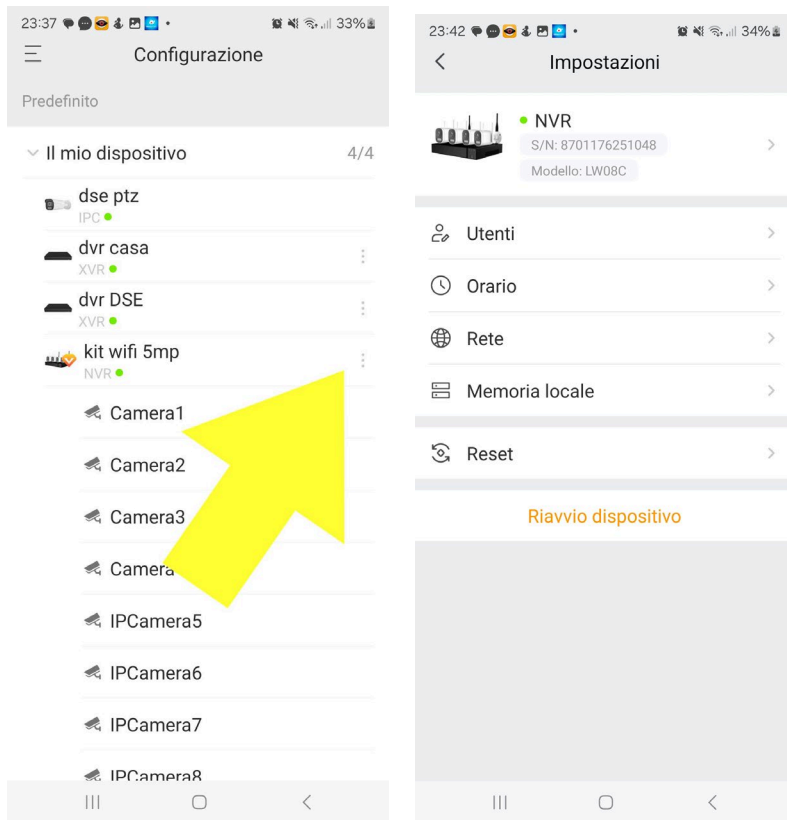 23:37
33%
Configurazione
Predefinito
Il mio dispositivo 4/4
dse ptz
IPC
dvr casa
XVR
dvr DSE
XVR
kit wifi 5mp
NVR
Camera1
Camera2
Camera3
Camera
IPCamera5
IPCamera6
IPCamera7
IPCamera8
23:42
34%
Impostazioni
NVR
S/N: 8701176251048
Modello: LW08C
Utenti
Orario
Rete
Memoria locale
Reset
Riavvio dispositivo